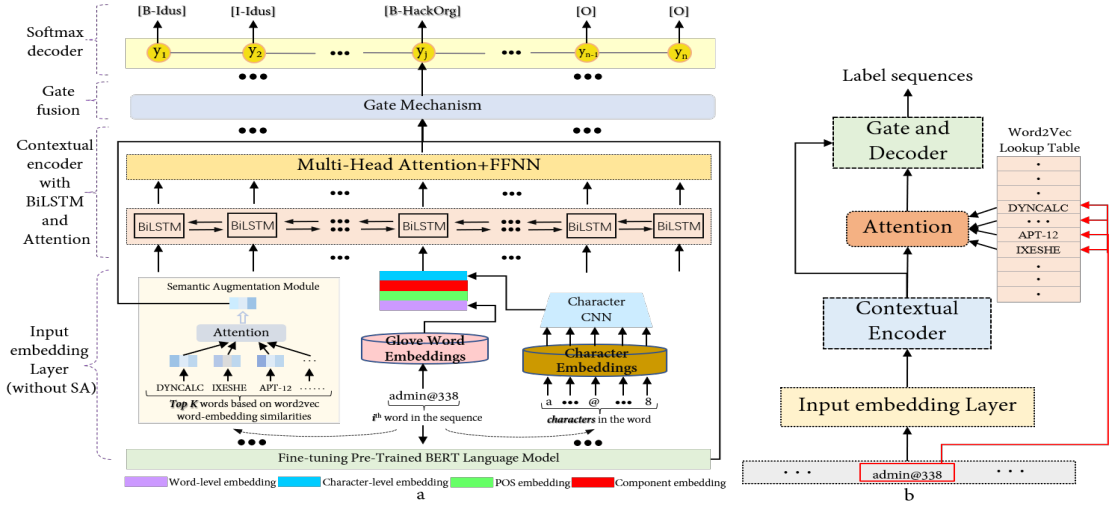 [B-Idus] [I-Idus] [B-HackOrg] [O] [O]
Softmax
decoder
y1 y2 ••• yj ••• yn-1 yn
••• •••
Gate
fusion
Gate Mechanism
••• •••
Contextual
encoder
with
BiLSTM
and
Attention
Multi-Head Attention+FFNN
••• •••
BiLSTM BiLSTM ••• BiLSTM ••• BiLSTM BiLSTM
••• •••
Input
embedding
Layer
(without SA)
Semantic Augmentation Module
Attention
. . .
DYNCALC IXESHE APT-12 ......
Top K words based on word2vec
word-embedding similarities
Glove Word
Embeddings
admin@338
ith word in the sequence
Character
CNN
Character
Embeddings
a ••• @ ••• 8
characters in the word
••• •••
Fine-tuning Pre-Trained BERT Language Model
Word-level embedding Character-level embedding POS embedding Component embedding
a
Label sequences
Gate and
Decoder
Word2Vec
Lookup Table
•
•
DYNCALC
• • •
APT-12
IXESHE
•
•
•
Attention
Contextual
Encoder
Input embedding Layer
• • • admin@338 • • •
b